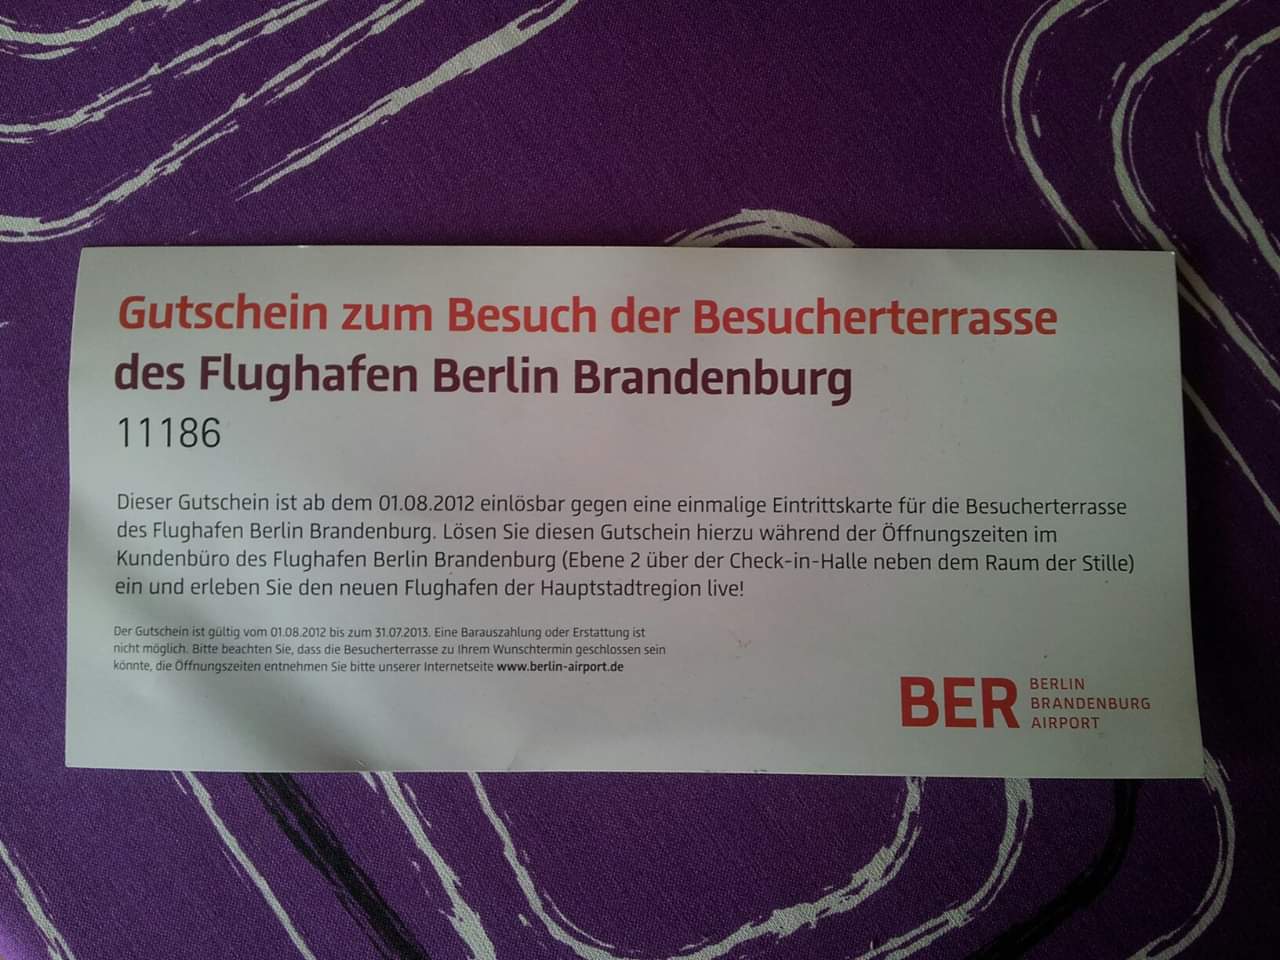 Gutschein zum Besuch der Besucherterrasse
des Flughafen Berlin Brandenburg
11186
Dieser Gutschein ist ab dem 01.08.2012 einlösbar gegen eine einmalige Eintrittskarte für die Besucherterrasse
des Flughafen Berlin Brandenburg. Lösen Sie diesen Gutschein hierzu während der Öffnungszeiten im
Kundenbüro des Flughafen Berlin Brandenburg (Ebene 2 über der Check-in-Halle neben dem Raum der Stille)
ein und erleben Sie den neuen Flughafen der Hauptstadtregion live!
Der Gutschein ist gültig vom 01.08.2012 bis zum 31.07.2013. Eine Barauszahlung oder Erstattung ist
nicht möglich. Bitte beachten Sie, dass die Besucherterrasse zu Ihrem Wunschtermin geschlossen sein
könnte, die Öffnungszeiten entnehmen Sie bitte unserer Internetseite www.berlin-airport.de
BER
BERLIN
BRANDENBURG
AIRPORT